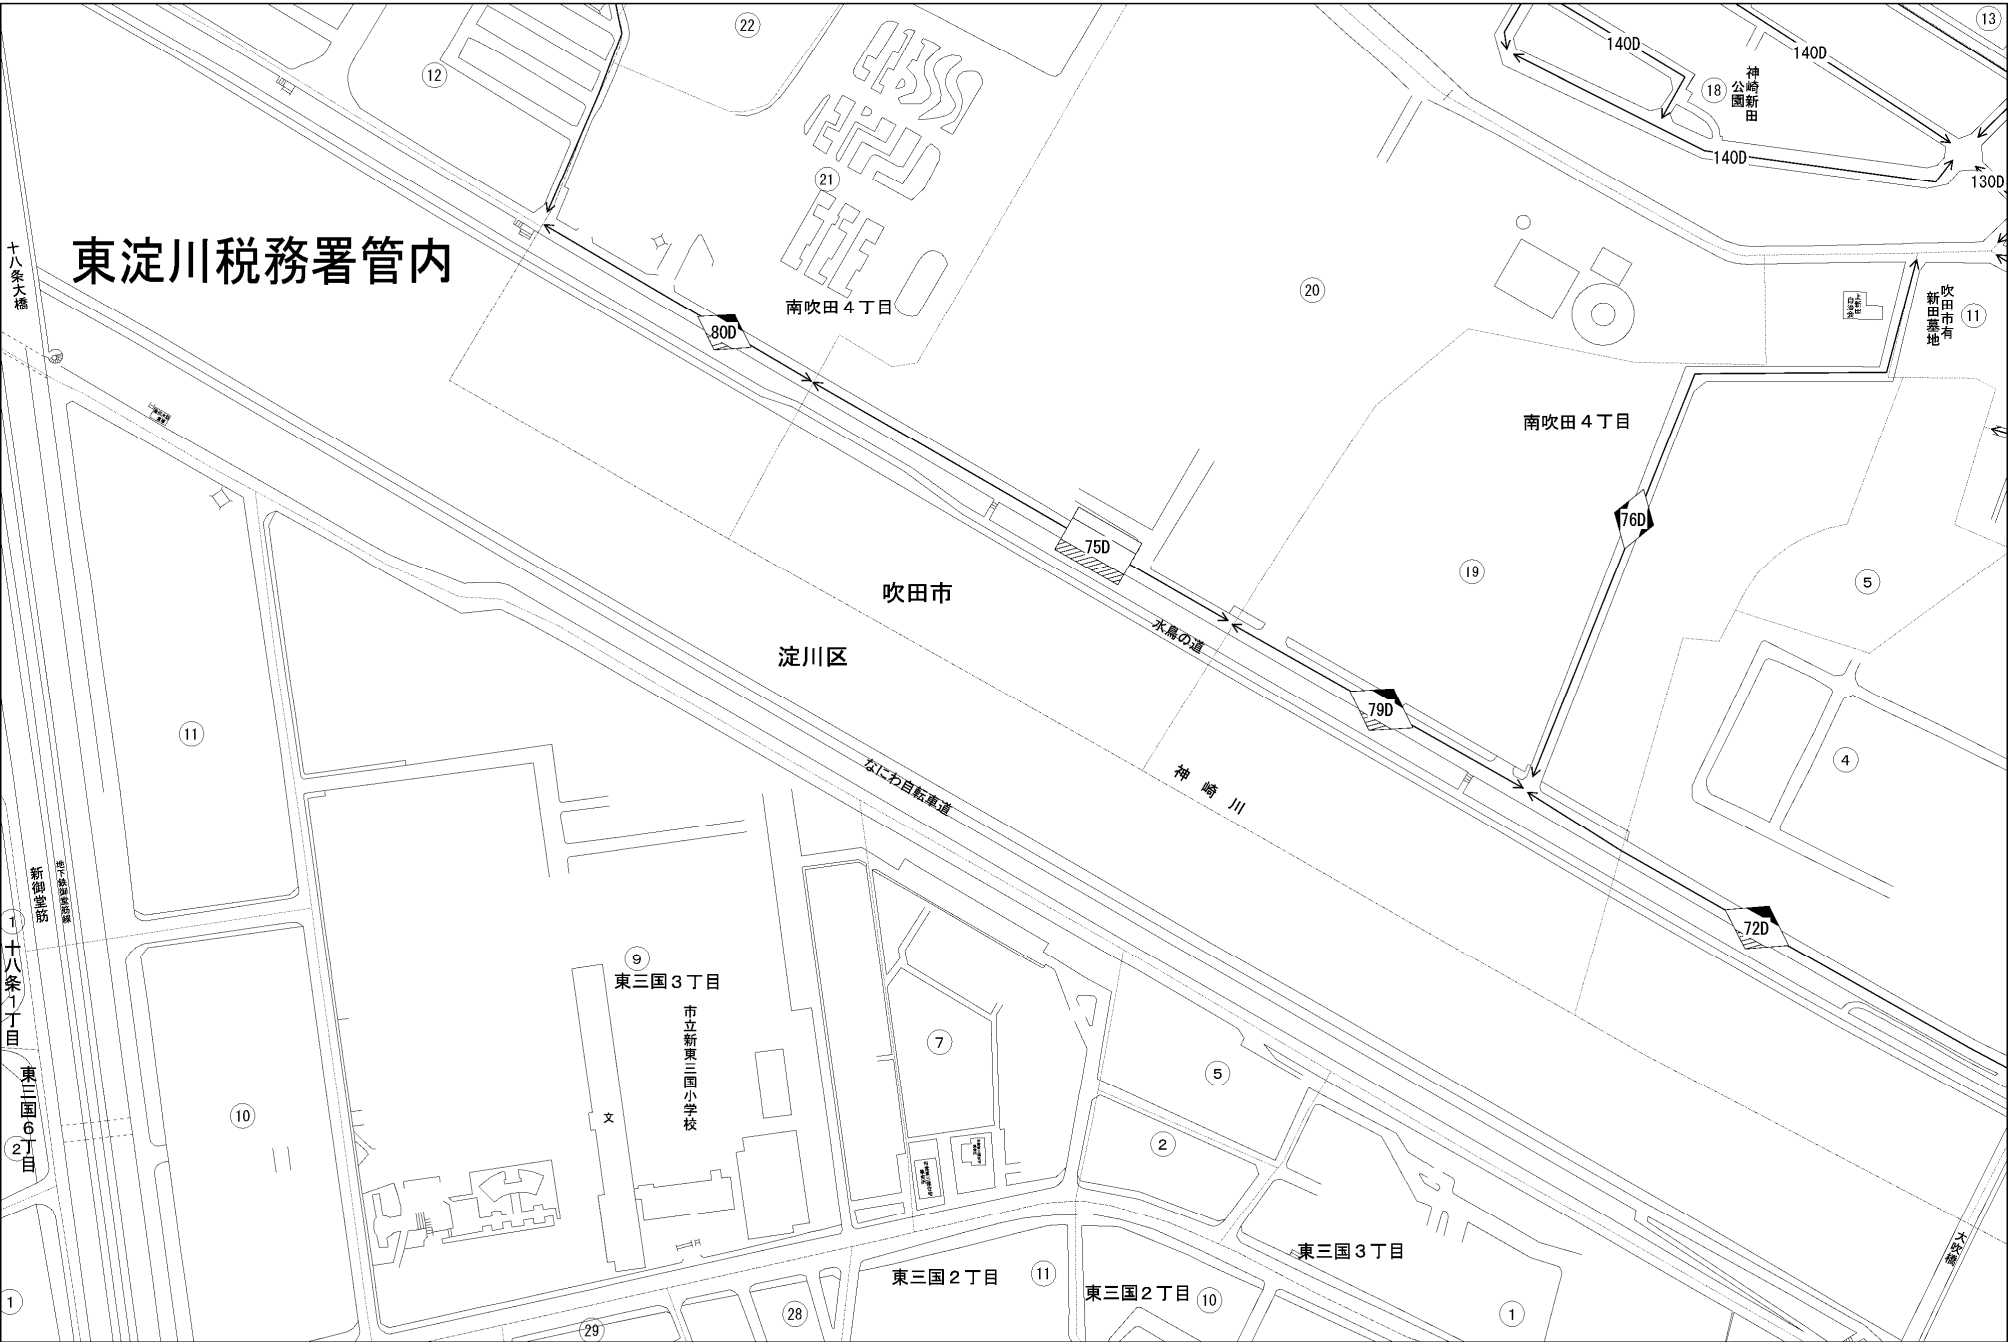 22
13
140D
140D
12
神崎新田
公園
18
140D
130D
21
東淀川税務署管内
十八条大橋
20
南吹田4丁目
吹田市有
新田墓地
11
80D
南吹田4丁目
76D
75D
19
5
吹田市
水鳥の道
淀川区
79D
11
神崎川
4
なにわ自転車道
新御堂筋
地下鉄御堂筋線
1
72D
十八条1丁目
9
東三国3丁目
市立新東三国小学校
7
5
東三国6丁目
10
文
2
2
大吹橋
東三国3丁目
東三国2丁目
11
東三国2丁目
10
1
28
1
29